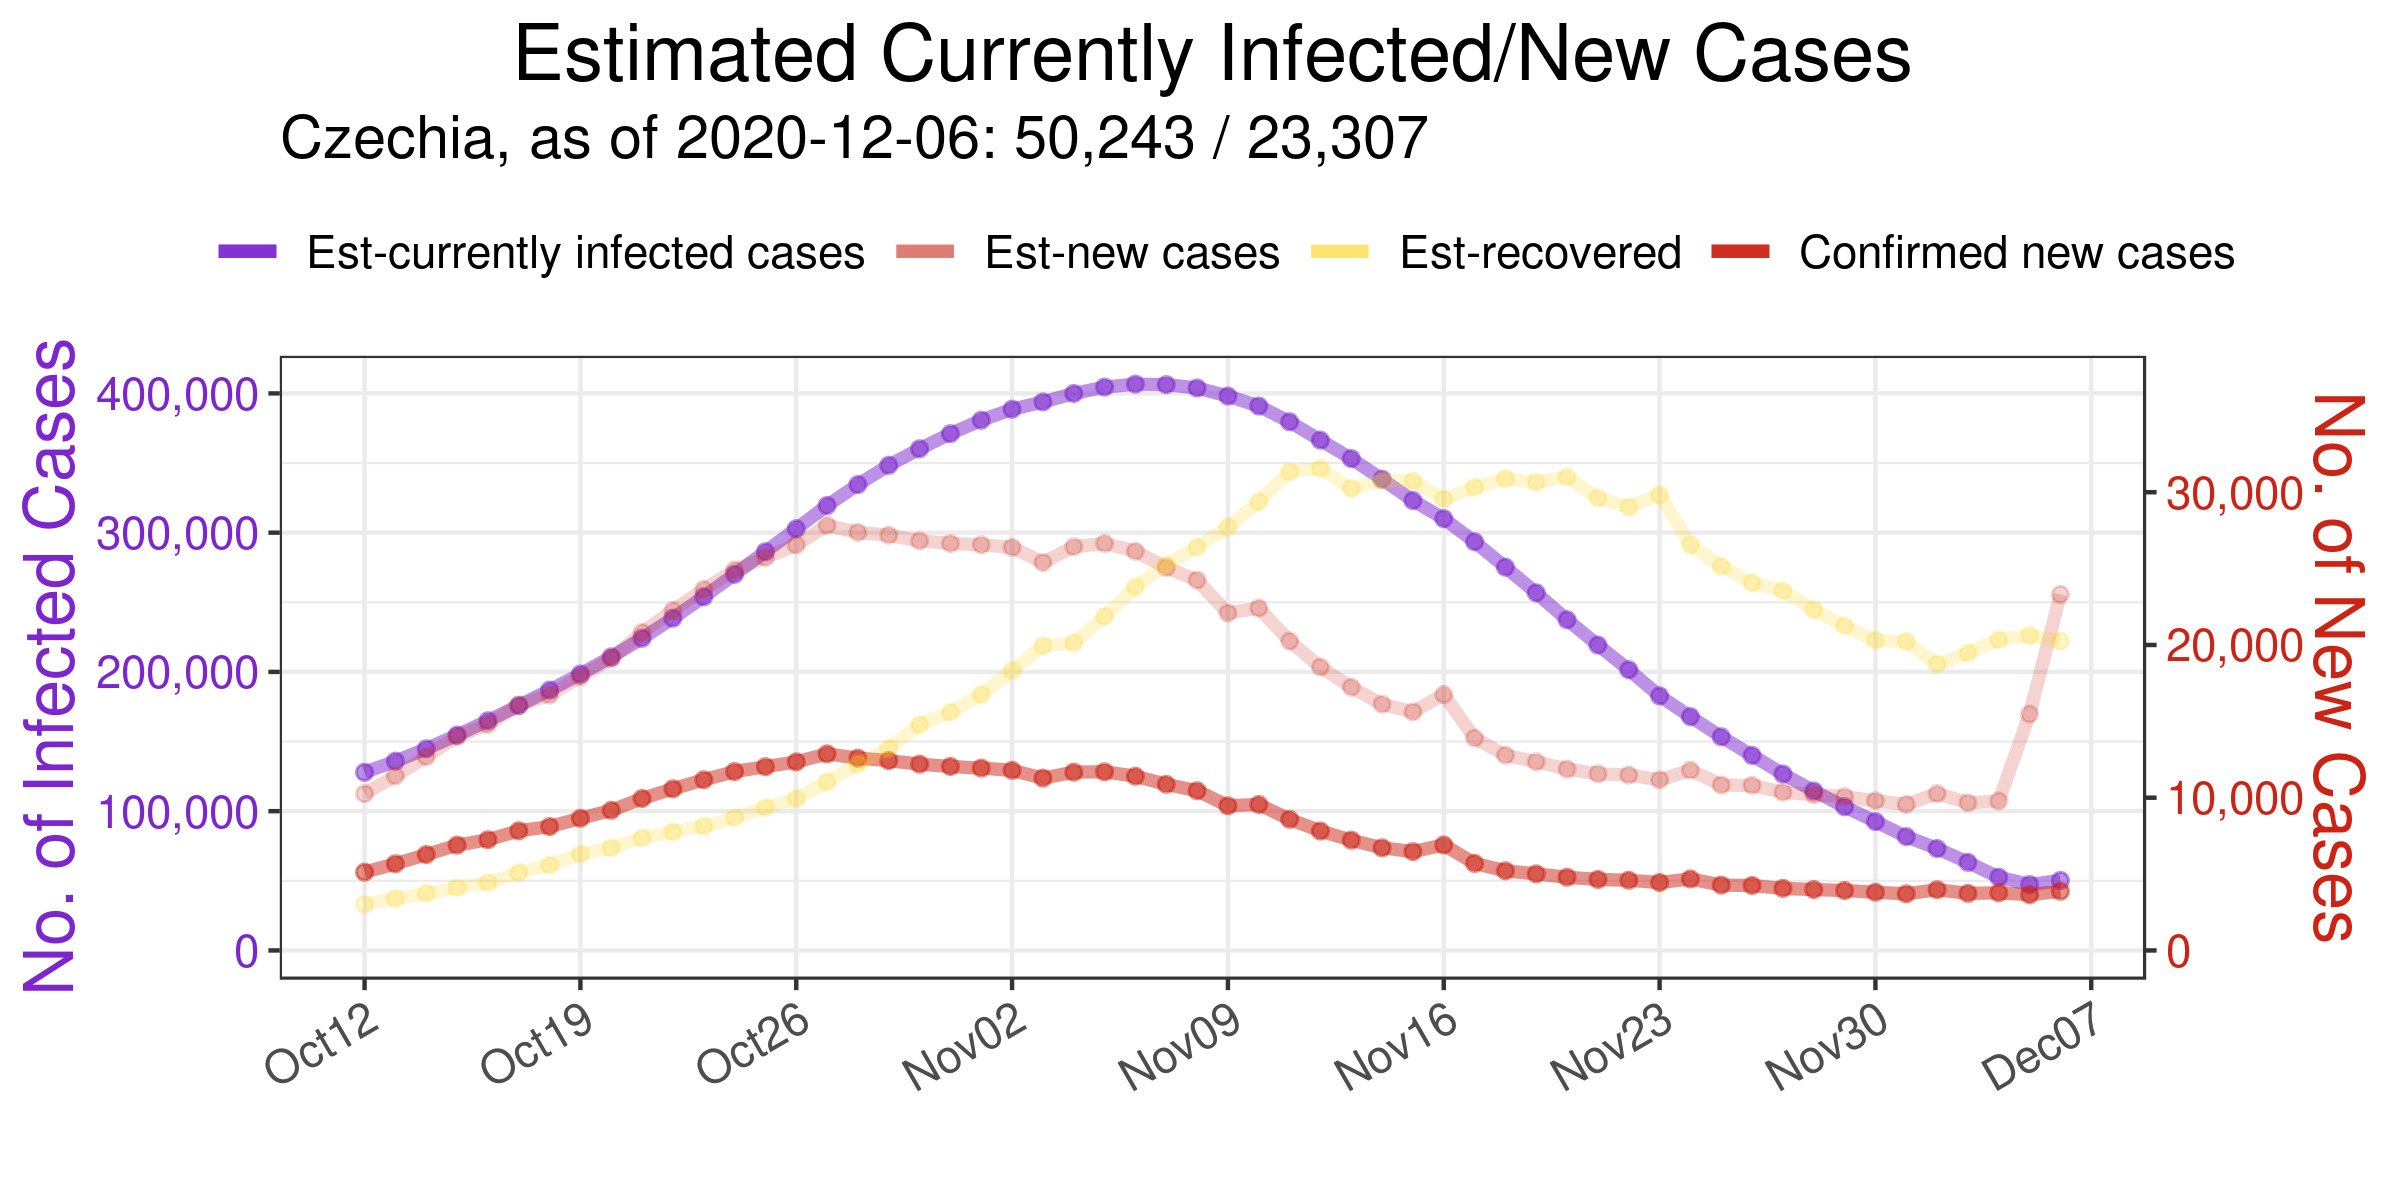 Estimated Currently Infected/New Cases
Czechia, as of 2020-12-06: 50,243 / 23,307
Est-currently infected cases Est-new cases Est-recovered Confirmed new cases
No. of Infected Cases
400,000
300,000
200,000
100,000
0
30,000
20,000
10,000
0
No. of New Cases
Oct12 Oct19 Oct26 Nov02 Nov09 Nov16 Nov23 Nov30 Dec07